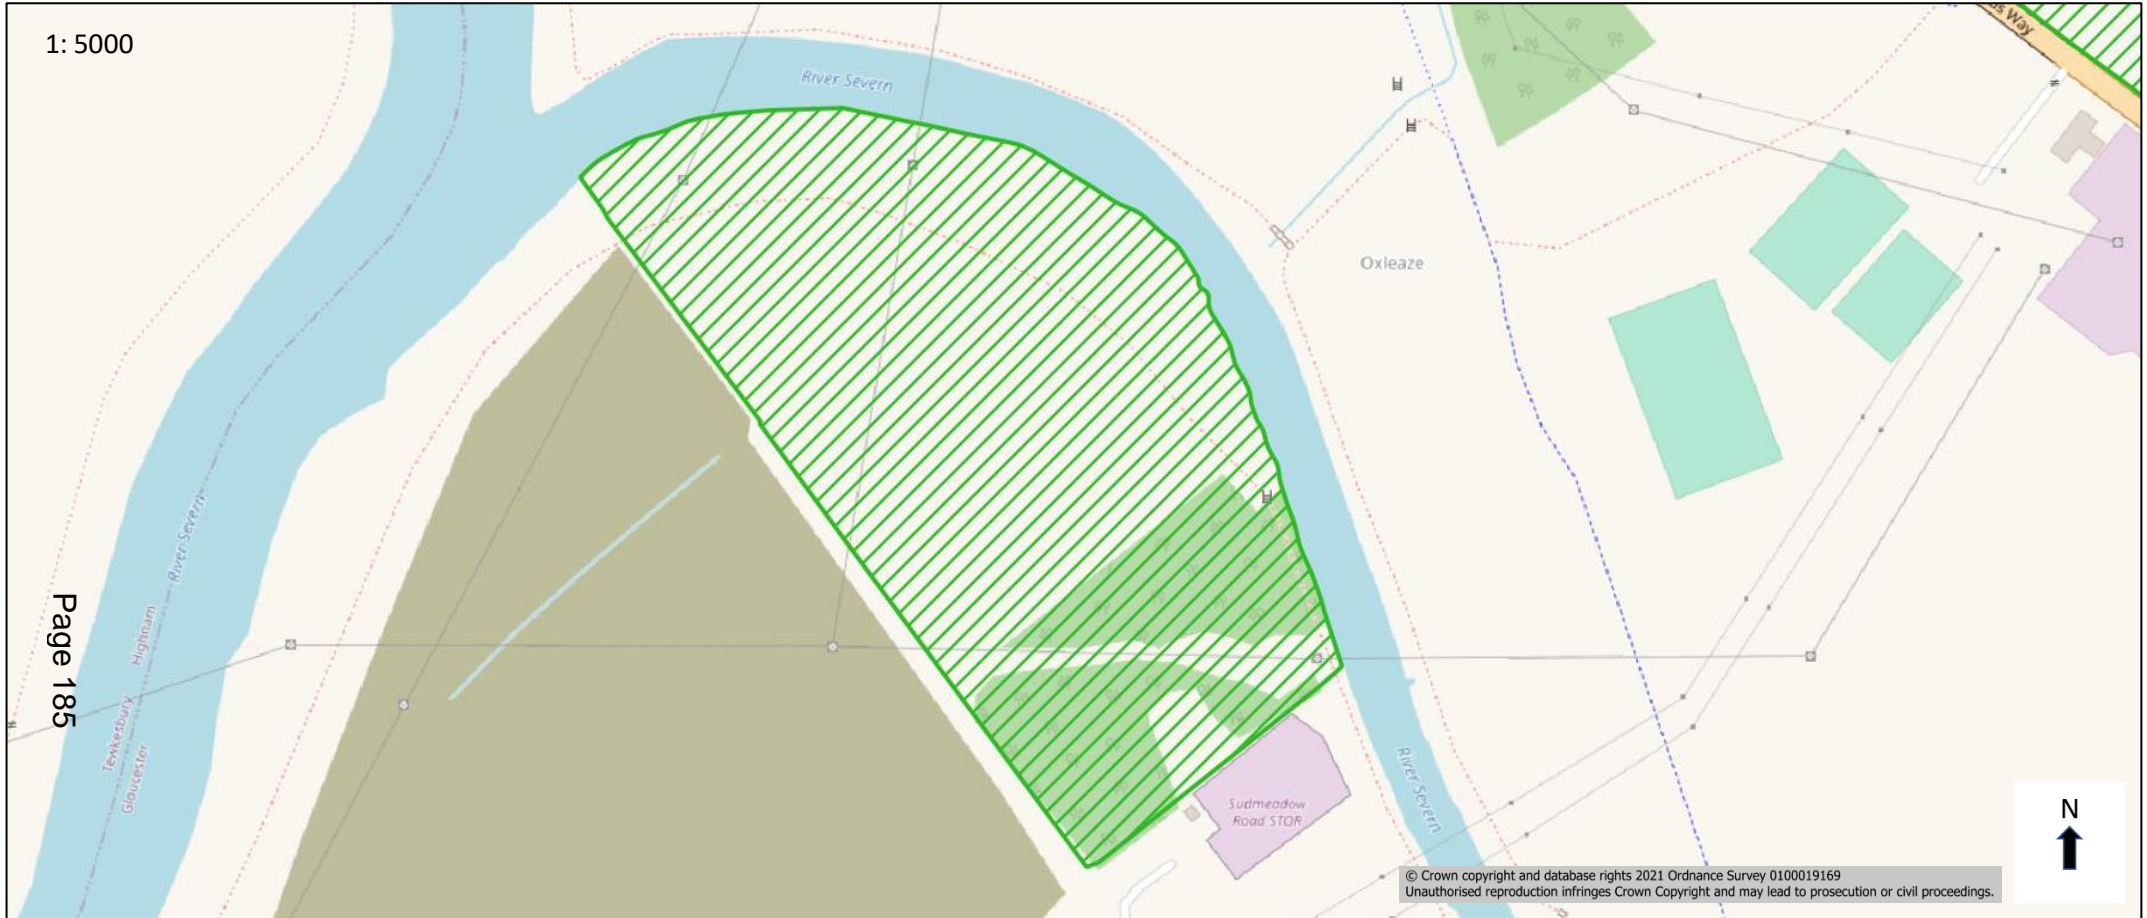 1: 5000
us Way
River Severn
Oxleaze
River Severn
Page 185
Highnam
Tewkesbury
Gloucester
River Severn
Sudmeadow
Road STOR
N
© Crown copyright and database rights 2021 Ordnance Survey 0100019169
Unauthorised reproduction infringes Crown Copyright and may lead to prosecution or civil proceedings.